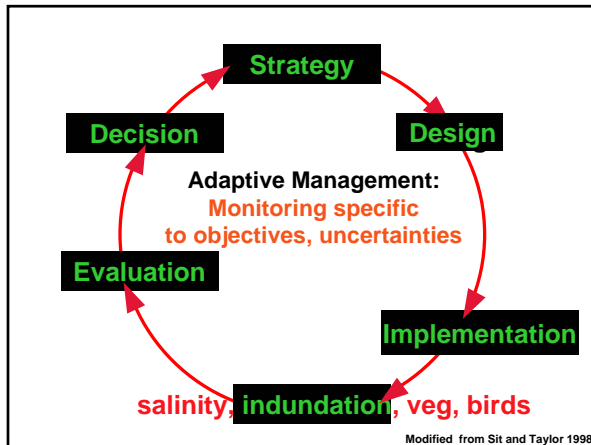 Strategy
Decision
Design
Adaptive Management:
Monitoring specific
to objectives, uncertainties
Evaluation
Implementation
salinity, indundation, veg, birds
Modified from Sit and Taylor 1998